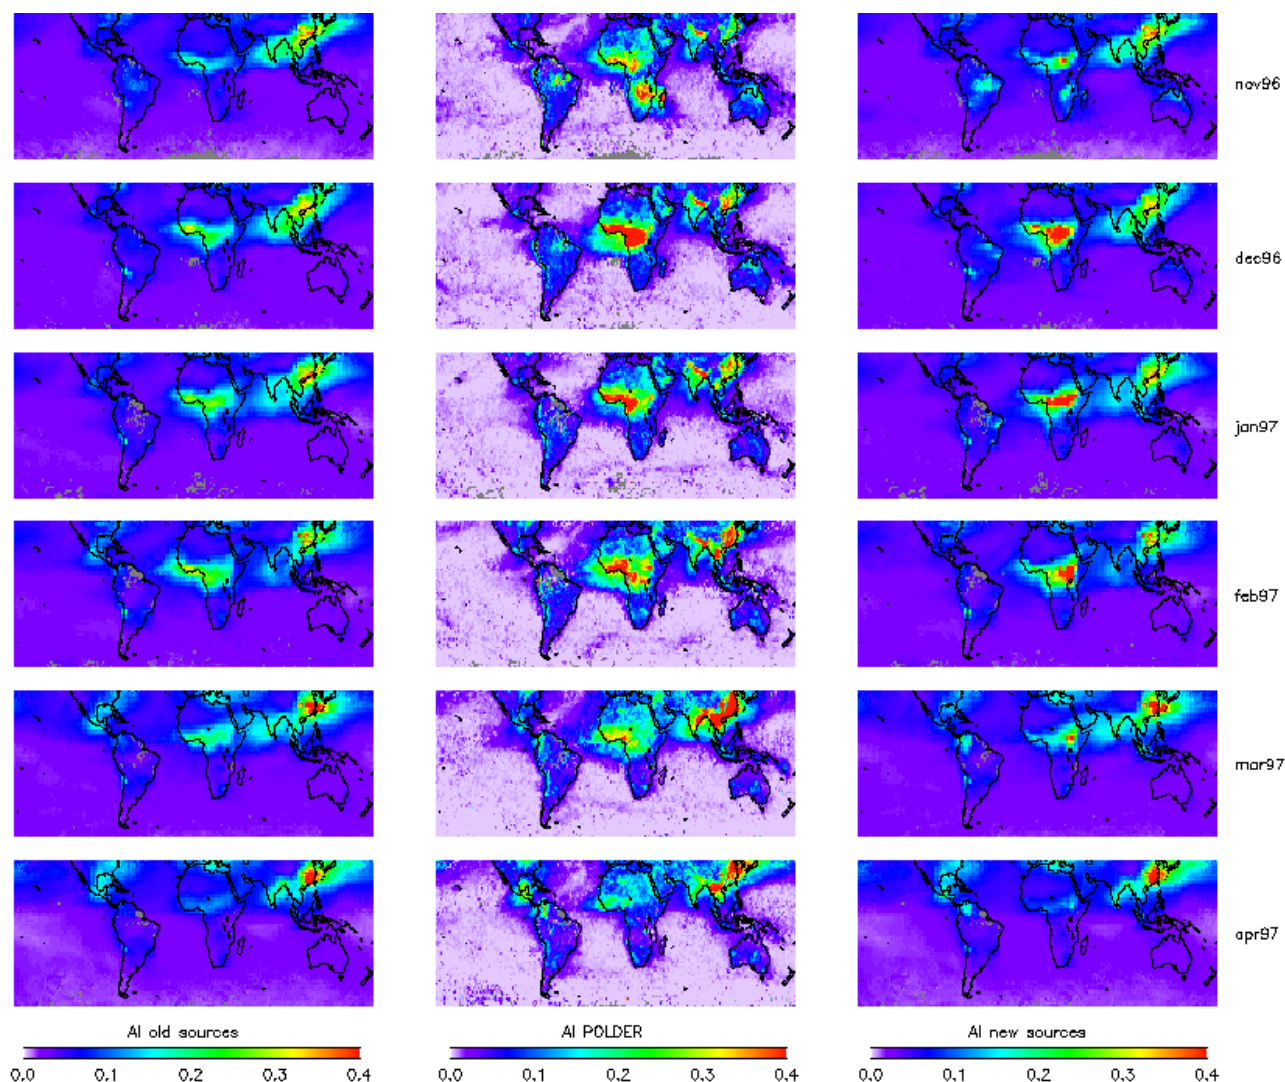 nov96
dec96
jan97
feb97
mar97
apr97
AI old sources AI POLDER AI new sources
0.0 0.1 0.2 0.3 0.4 0.0 0.1 0.2 0.3 0.4 0.0 0.1 0.2 0.3 0.4